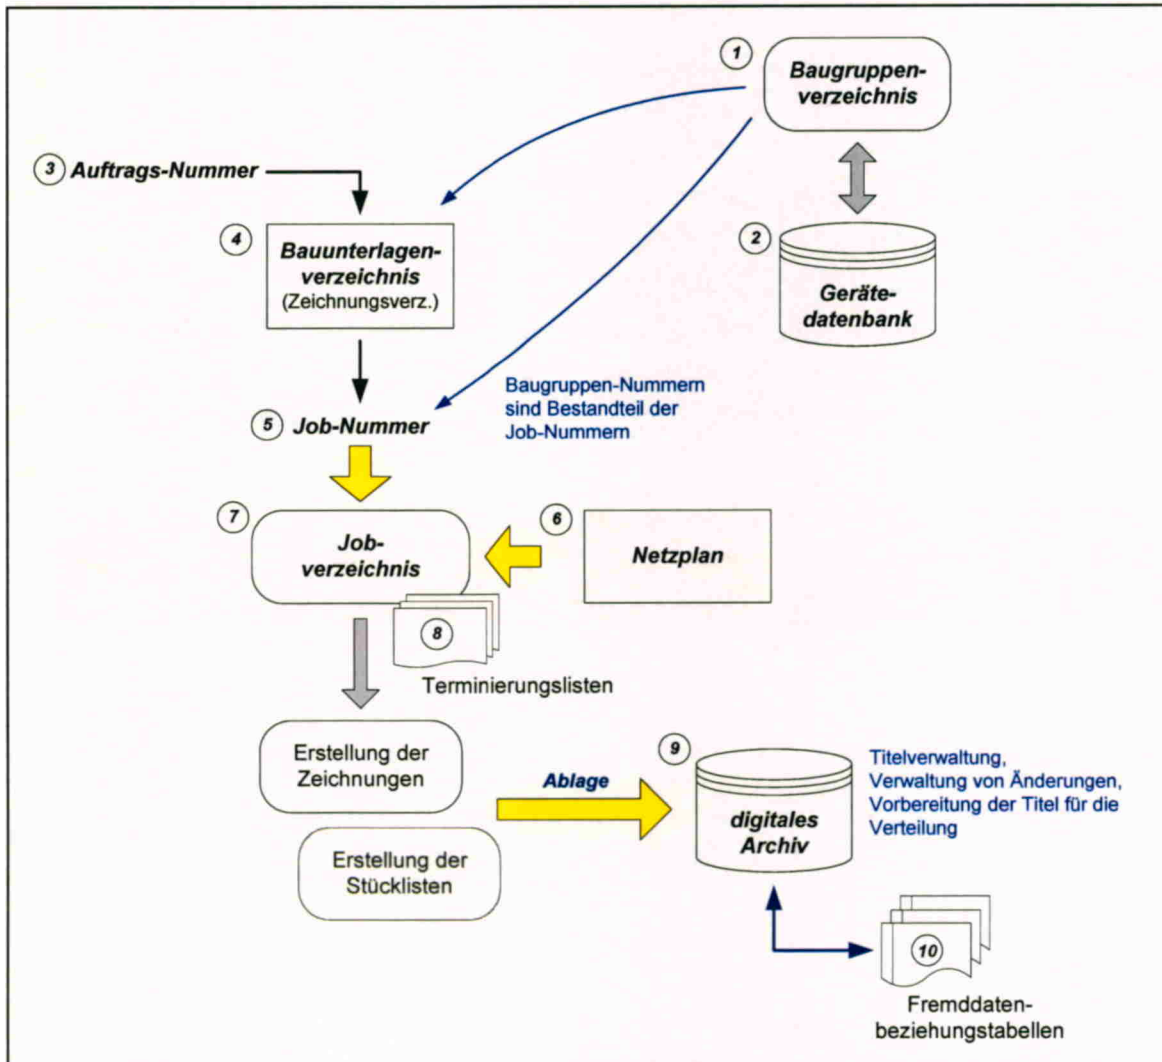 1
Baugruppen-
verzeichnis
3 Auftrags-Nummer
4
Bauunterlagen-
verzeichnis
(Zeichnungsverz.)
2
Geräte-
datenbank
Baugruppen-Nummern
sind Bestandteil der
Job-Nummern
5 Job-Nummer
7
Job-
verzeichnis
6
Netzplan
8
Terminierungslisten
Erstellung der
Zeichnungen
Erstellung der
Stücklisten
Ablage
9
digitales
Archiv
Titelverwaltung,
Verwaltung von Änderungen,
Vorbereitung der Titel für die
Verteilung
10
Fremddaten-
beziehungstabellen